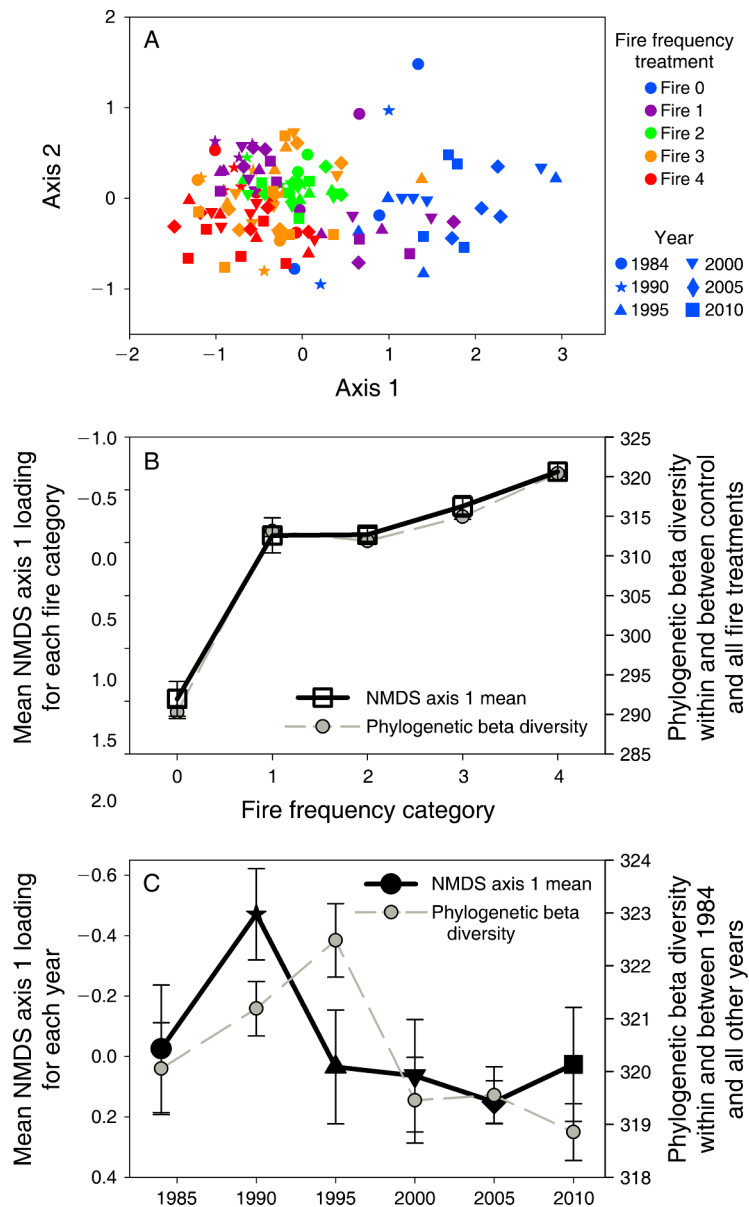 A
2
1
0
−1
−2
−1
0
1
2
3
Axis 2
Axis 1
Fire frequency
treatment
Fire 0
Fire 1
Fire 2
Fire 3
Fire 4
Year
1984
2000
1990
2005
1995
2010
B
−1.0
−0.5
0.0
0.5
1.0
1.5
2.0
Mean NMDS axis 1 loading
for each fire category
325
320
315
310
305
300
295
290
285
Phylogenetic beta diversity
within and between control
and all fire treatments
NMDS axis 1 mean
Phylogenetic beta diversity
0
1
2
3
4
Fire frequency category
C
−0.6
−0.4
−0.2
0.0
0.2
0.4
Mean NMDS axis 1 loading
for each year
324
323
322
321
320
319
318
Phylogenetic beta diversity
within and between 1984
and all other years
NMDS axis 1 mean
Phylogenetic beta
diversity
1985
1990
1995
2000
2005
2010